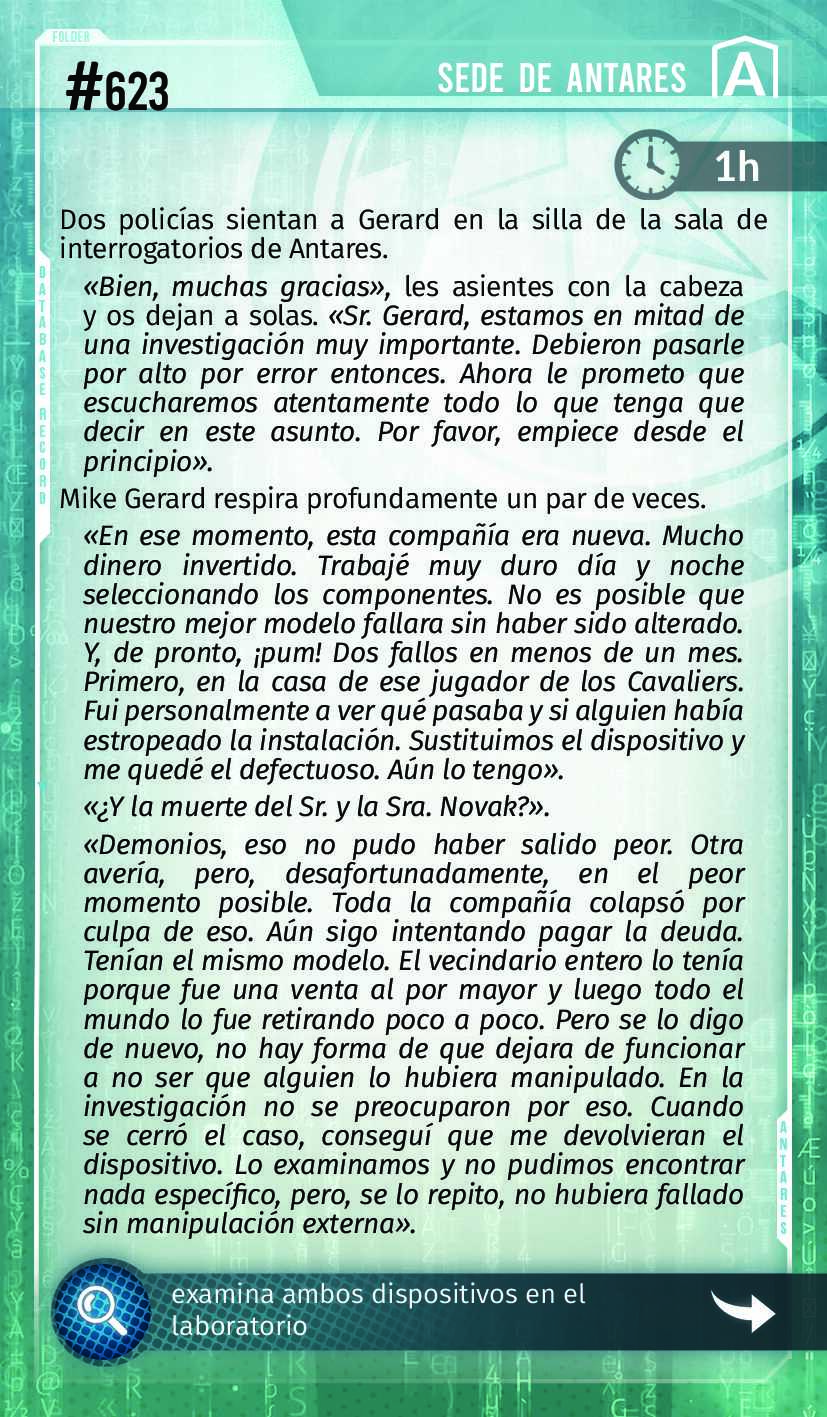 FOLDER
#623
SEDE DE ANTARES
A
1h
Dos policías sientan a Gerard en la silla de la sala de
interrogatorios de Antares.
«Bien, muchas gracias», les asientes con la cabeza
y os dejan a solas. «Sr. Gerard, estamos en mitad de
una investigación muy importante. Debieron pasarle
por alto por error entonces. Ahora le prometo que
escucharemos atentamente todo lo que tenga que
decir en este asunto. Por favor, empiece desde el
principio».
Mike Gerard respira profundamente un par de veces.
«En ese momento, esta compañía era nueva. Mucho
dinero invertido. Trabajé muy duro día y noche
seleccionando los componentes. No es posible que
nuestro mejor modelo fallara sin haber sido alterado.
Y, de pronto, ¡pum! Dos fallos en menos de un mes.
Primero, en la casa de ese jugador de los Cavaliers.
Fui personalmente a ver qué pasaba y si alguien había
estropeado la instalación. Sustituimos el dispositivo y
me quedé el defectuoso. Aún lo tengo».
«¿Y la muerte del Sr. y la Sra. Novak?».
«Demonios, eso no pudo haber salido peor. Otra
avería, pero, desafortunadamente, en el peor
momento posible. Toda la compañía colapsó por
culpa de eso. Aún sigo intentando pagar la deuda.
Tenían el mismo modelo. El vecindario entero lo tenía
porque fue una venta al por mayor y luego todo el
mundo lo fue retirando poco a poco. Pero se lo digo
de nuevo, no hay forma de que dejara de funcionar
a no ser que alguien lo hubiera manipulado. En la
investigación no se preocuparon por eso. Cuando
se cerró el caso, conseguí que me devolvieran el
dispositivo. Lo examinamos y no pudimos encontrar
nada específico, pero, se lo repito, no hubiera fallado
sin manipulación externa».
examina ambos dispositivos en el
laboratorio
DATABASE RECORD
ANTARES